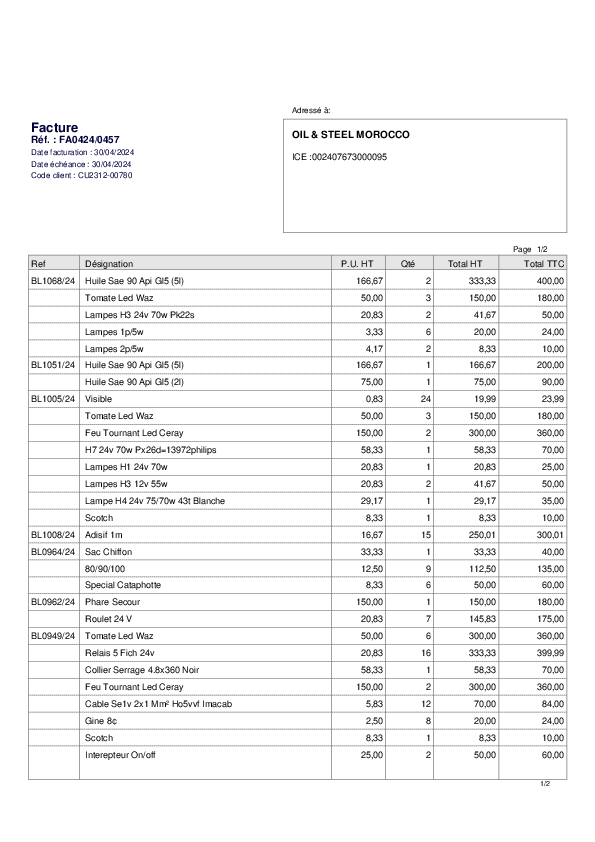 Adressé à:
Facture
Réf. : FA0424/0457
Date facturation : 30/04/2024
Date échéance : 30/04/2024
Code client : CU2312-00780
OIL & STEEL MOROCCO
ICE :002407673000095
Page 1/2
Ref Désignation P.U. HT Qté Total HT Total TTC
BL1068/24 Huile Sae 90 Api Gl5 (5l) 166,67 2 333,33 400,00
Tomate Led Waz 50,00 3 150,00 180,00
Lampes H3 24v 70w Pk22s 20,83 2 41,67 50,00
Lampes 1p/5w 3,33 6 20,00 24,00
Lampes 2p/5w 4,17 2 8,33 10,00
BL1051/24 Huile Sae 90 Api Gl5 (5l) 166,67 1 166,67 200,00
Huile Sae 90 Api Gl5 (2l) 75,00 1 75,00 90,00
BL1005/24 Visible 0,83 24 19,99 23,99
Tomate Led Waz 50,00 3 150,00 180,00
Feu Tournant Led Ceray 150,00 2 300,00 360,00
H7 24v 70w Px26d=13972philips 58,33 1 58,33 70,00
Lampes H1 24v 70w 20,83 1 20,83 25,00
Lampes H3 12v 55w 20,83 2 41,67 50,00
Lampe H4 24v 75/70w 43t Blanche 29,17 1 29,17 35,00
Scotch 8,33 1 8,33 10,00
BL1008/24 Adisif 1m 16,67 15 250,01 300,01
BL0964/24 Sac Chiffon 33,33 1 33,33 40,00
80/90/100 12,50 9 112,50 135,00
Special Cataphotte 8,33 6 50,00 60,00
BL0962/24 Phare Secour 150,00 1 150,00 180,00
Roulet 24 V 20,83 7 145,83 175,00
BL0949/24 Tomate Led Waz 50,00 6 300,00 360,00
Relais 5 Fich 24v 20,83 16 333,33 399,99
Collier Serrage 4.8x360 Noir 58,33 1 58,33 70,00
Feu Tournant Led Ceray 150,00 2 300,00 360,00
Cable Se1v 2x1 Mm² Ho5vvf Imacab 5,83 12 70,00 84,00
Gine 8¢ 2,50 8 20,00 24,00
Scotch 8,33 1 8,33 10,00
Interepteur On/off 25,00 2 50,00 60,00
1/2